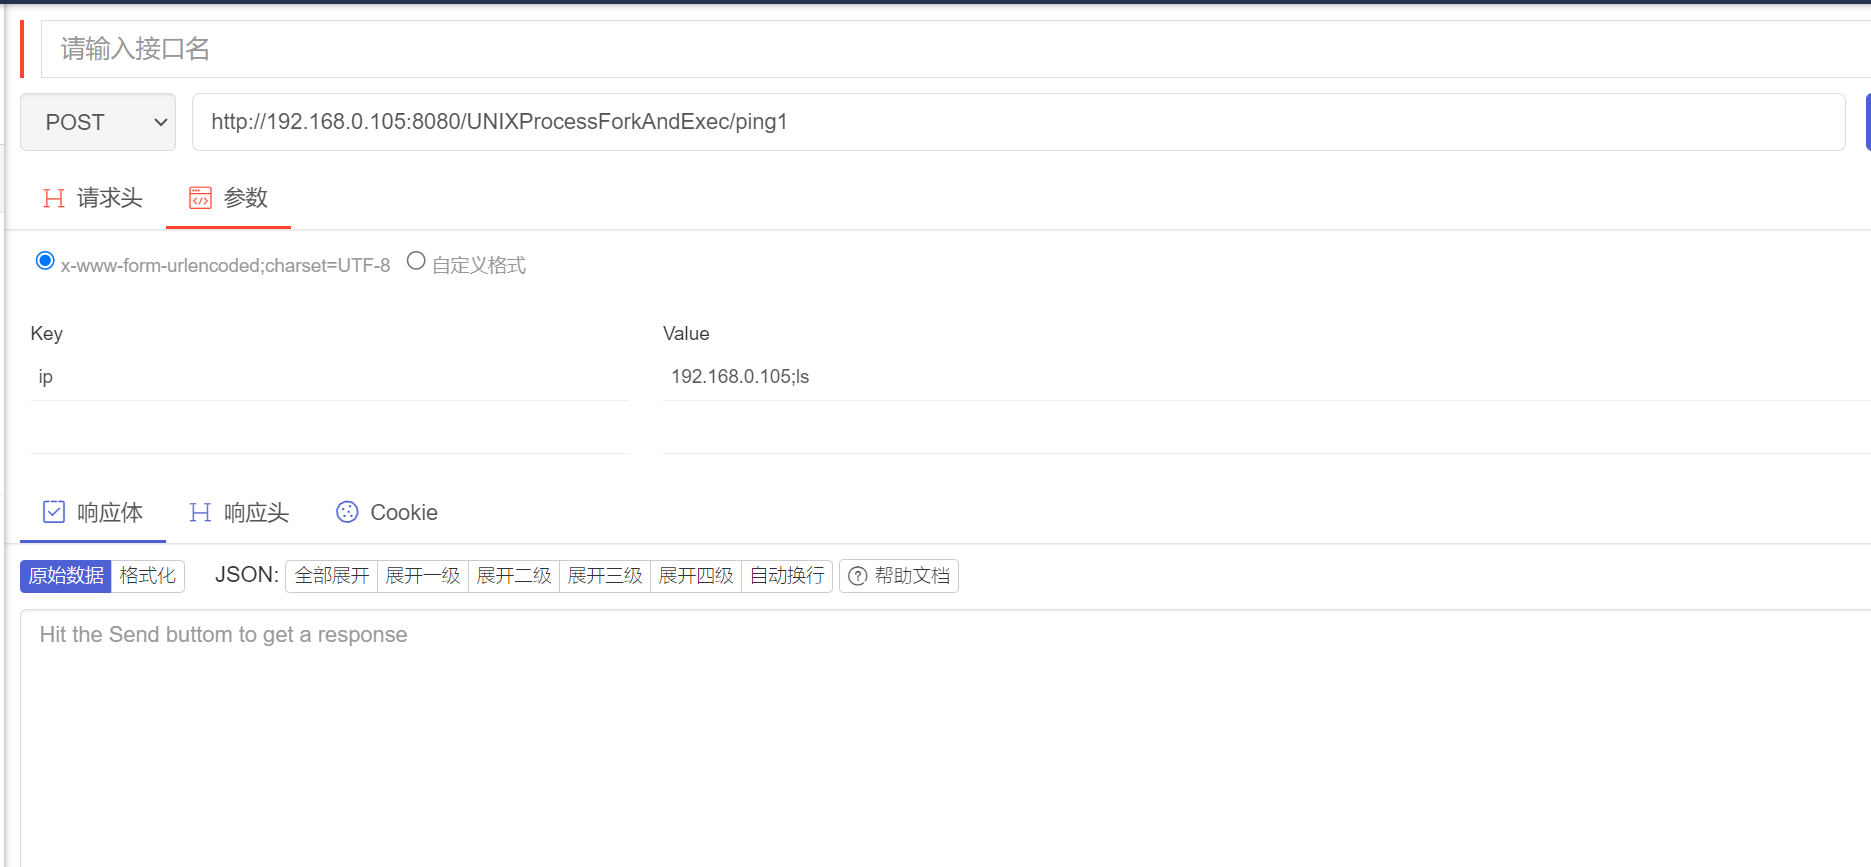 请输入接口名
POST http://192.168.0.105:8080/UNIXProcessForkAndExec/ping1
请求头 参数
x-www-form-urlencoded;charset=UTF-8 自定义格式
Key Value
ip 192.168.0.105;ls
响应体 响应头 Cookie
原始数据 格式化 JSON: 全部展开 展开一级 展开二级 展开三级 展开四级 自动换行 帮助文档
Hit the Send buttom to get a response